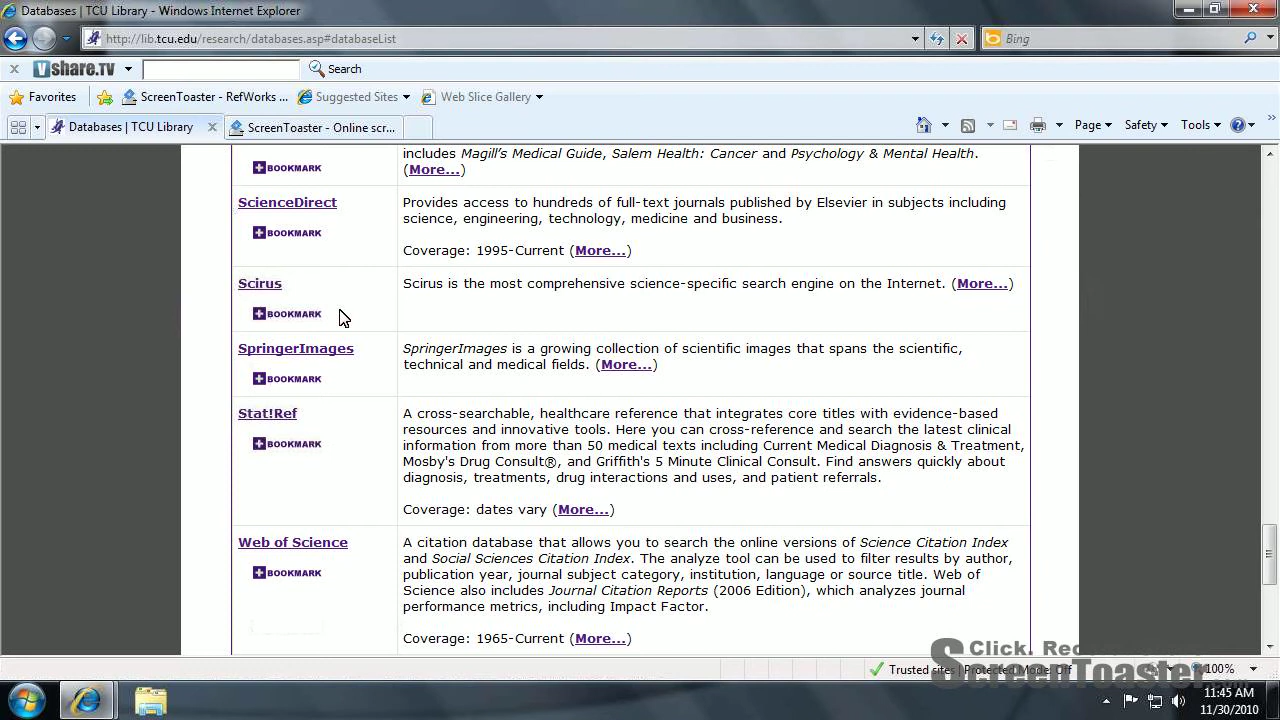 Databases | TCU Library - Windows Internet Explorer
http://lib.tcu.edu/research/databases.asp#databaseList
Bing
x vshare.tv Search
Favorites ScreenToaster - RefWorks ... Suggested Sites Web Slice Gallery
Databases | TCU Library ScreenToaster - Online scr... Page Safety Tools
includes Magill's Medical Guide, Salem Health: Cancer and Psychology & Mental Health.
BOOKMARK
(More...)
ScienceDirect
Provides access to hundreds of full-text journals published by Elsevier in subjects including
science, engineering, technology, medicine and business.
BOOKMARK
Coverage: 1995-Current (More...)
Scirus
Scirus is the most comprehensive science-specific search engine on the Internet. (More...)
BOOKMARK
SpringerImages
SpringerImages is a growing collection of scientific images that spans the scientific,
technical and medical fields. (More...)
BOOKMARK
Stat!Ref
A cross-searchable, healthcare reference that integrates core titles with evidence-based
resources and innovative tools. Here you can cross-reference and search the latest clinical
BOOKMARK
information from more than 50 medical texts including Current Medical Diagnosis & Treatment,
Mosby's Drug Consult®, and Griffith's 5 Minute Clinical Consult. Find answers quickly about
diagnosis, treatments, drug interactions and uses, and patient referrals.
Coverage: dates vary (More...)
Web of Science
A citation database that allows you to search the online versions of Science Citation Index
and Social Sciences Citation Index. The analyze tool can be used to filter results by author,
BOOKMARK
publication year, journal subject category, institution, language or source title. Web of
Science also includes Journal Citation Reports (2006 Edition), which analyzes journal
performance metrics, including Impact Factor.
Coverage: 1965-Current (More...)
Click.
Trusted sites | Protected Mode: Off
100%
ScreenToaster.com
11:45 AM
11/30/2010